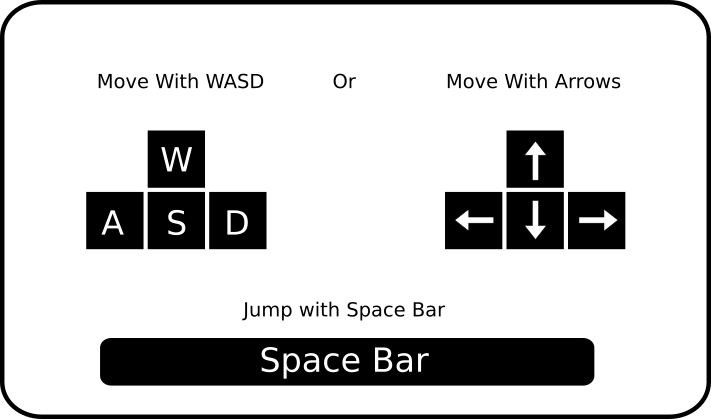 Move With WASD Or Move With Arrows
W
A S D
Jump with Space Bar
Space Bar